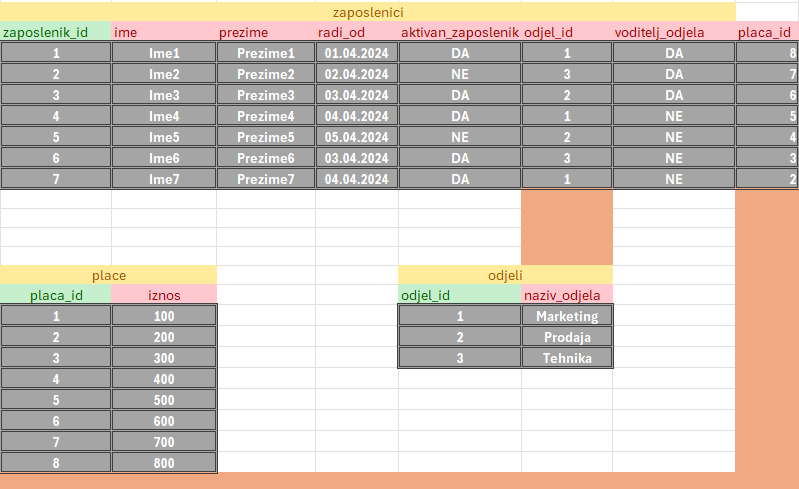 zaposlenici
zaposlenik_id ime prezime radi_od aktivan_zaposlenik odjel_id voditelj_odjela placa_id
1 Ime1 Prezime1 01.04.2024 DA 1 DA 8
2 Ime2 Prezime2 02.04.2024 NE 3 DA 7
3 Ime3 Prezime3 03.04.2024 DA 2 DA 6
4 Ime4 Prezime4 04.04.2024 DA 1 NE 5
5 Ime5 Prezime5 05.04.2024 NE 2 NE 4
6 Ime6 Prezime6 03.04.2024 DA 3 NE 3
7 Ime7 Prezime7 04.04.2024 DA 1 NE 2
place
placa_id iznos
1 100
2 200
3 300
4 400
5 500
6 600
7 700
8 800
odjeli
odjel_id naziv_odjela
1 Marketing
2 Prodaja
3 Tehnika